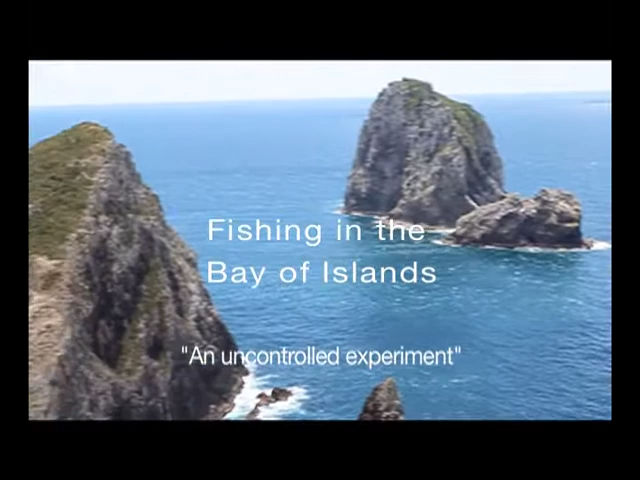 Fishing in the
Bay of Islands
"An uncontrolled experiment"